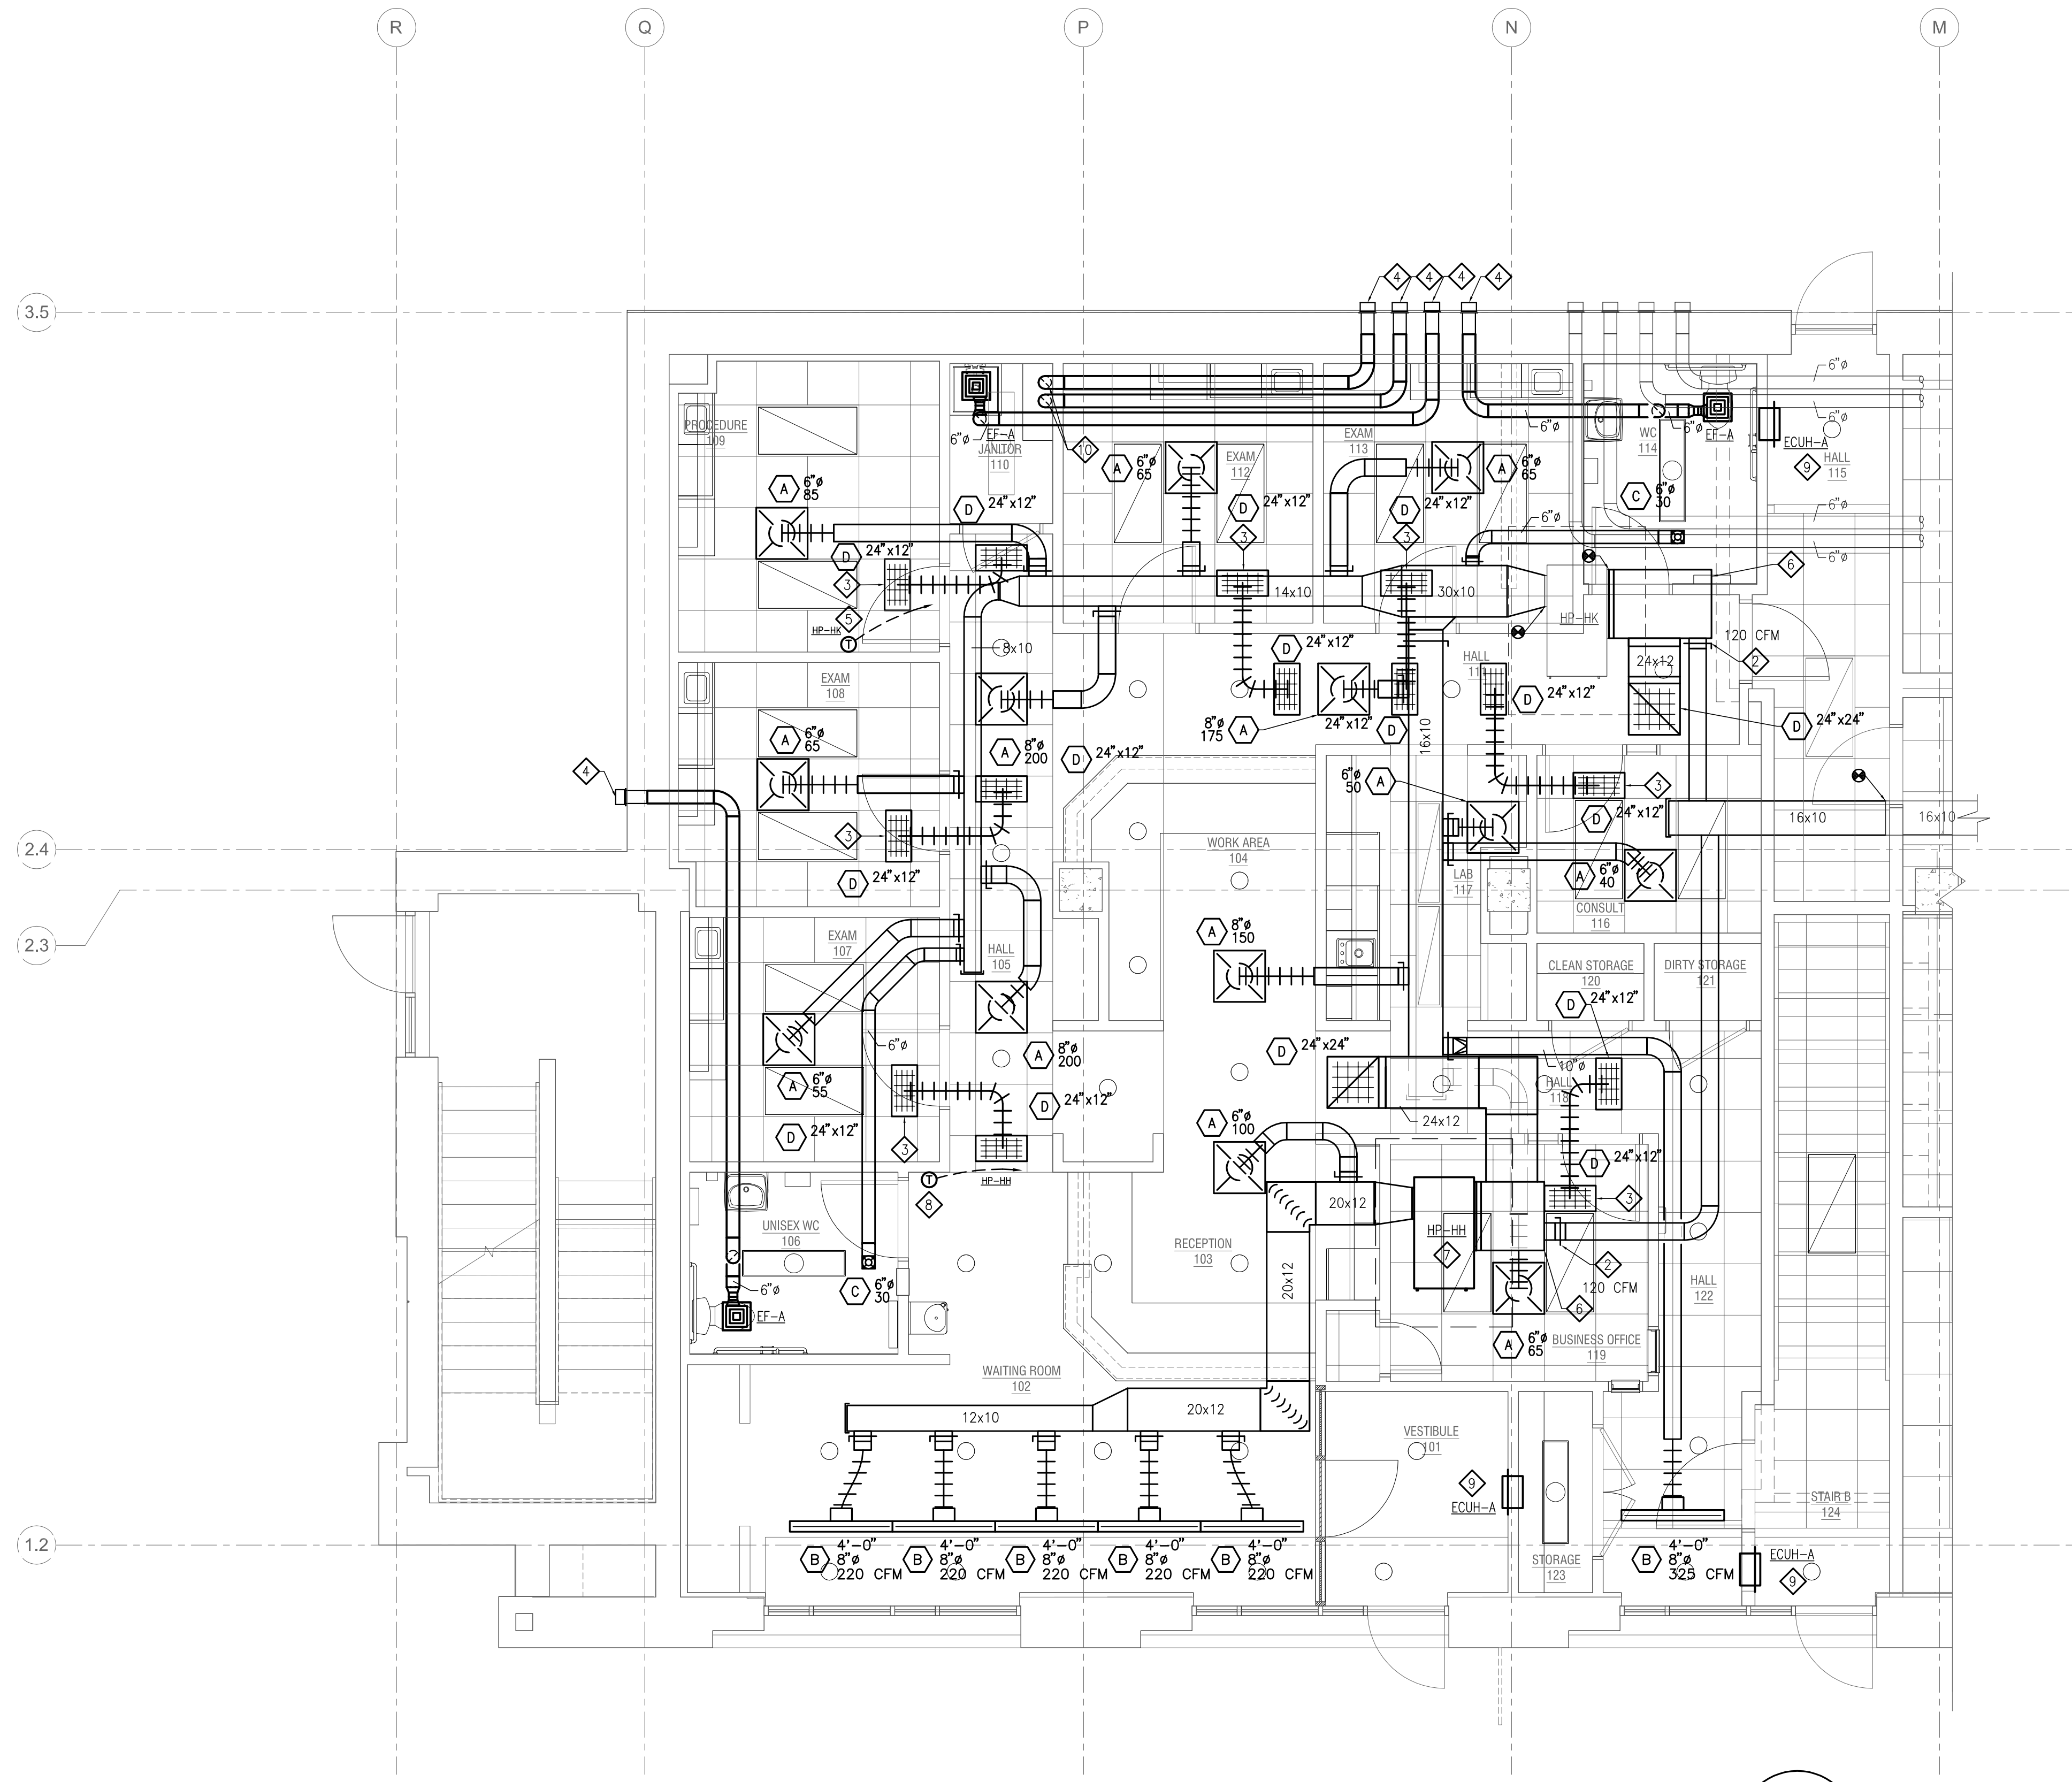 R
Q
P
N
M
3.5
4
4
4
4
6"ø
6"ø
PROCEDURE
109
6"ø
EF-A
JANITOR
110
10
EXAM
113
6"ø
WC
114
6"ø
EF-A
ECUH-A
9
HALL
115
A
6"ø
65
EXAM
112
A
6"ø
65
A
6"ø
85
D
24"x12"
D
24"x12"
D
24"x12"
C
6"ø
30
6"ø
6"ø
6"ø
D
24"x12"
3
3
3
6
5
HP-HK
T
14x10
30x10
HP-HK
8x10
120 CFM
2
D
24"x12"
HALL
24x12
EXAM
108
D
24"x12"
D
24"x24"
8"ø
175
A
24"x12"
D
16x10
A
6"ø
65
A
8"ø
200
D
24"x12"
4
6"ø
50
A
3
D
24"x12"
16x10
16x10
3
2.4
WORK AREA
104
LAB
117
A
6"ø
40
D
24"x12"
CONSULT
116
2.3
EXAM
107
HALL
105
A
8"ø
150
CLEAN STORAGE
120
DIRTY STORAGE
121
D
24"x12"
6"ø
A
8"ø
200
D
24"x24"
10"ø
HALL
118
A
6"ø
55
D
24"x12"
24x12
A
6"ø
100
D
24"x12"
3
D
24"x12"
T
HP-HH
8
3
20x12
UNISEX WC
106
RECEPTION
103
HP-HH
7
2
120 CFM
6
20x12
HALL
122
6"ø
C
6"ø
30
EF-A
A
6"ø
65
BUSINESS OFFICE
119
WAITING ROOM
102
12x10
20x12
VESTIBULE
101
9
ECUH-A
STAIR B
124
1.2
B
4'-0"
8"ø
220 CFM
B
4'-0"
8"ø
220 CFM
B
4'-0"
8"ø
220 CFM
B
4'-0"
8"ø
220 CFM
B
4'-0"
8"ø
220 CFM
STORAGE
123
B
4'-0"
8"ø
325 CFM
ECUH-A
9